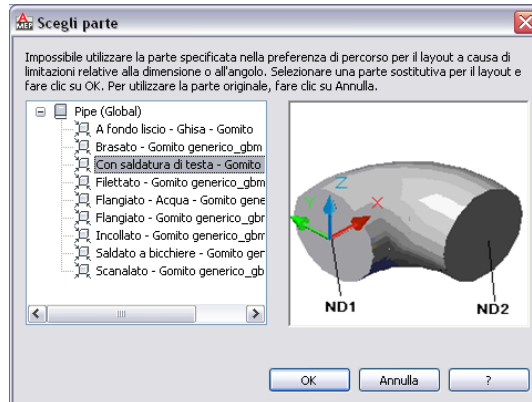 MEP
Scegli parte
Impossibile utilizzare la parte specificata nella preferenza di percorso per il layout a causa di
limitazioni relative alla dimensione o all'angolo. Selezionare una parte sostitutiva per il layout e
fare clic su OK. Per utilizzare la parte originale, fare clic su Annulla.
Pipe (Global)
A fondo liscio - Ghisa - Gomito
Brasato - Gomito generico_gbm
Con saldatura di testa - Gomito
Filettato - Gomito generico_gbm
Flangiato - Acqua - Gomito gene
Flangiato - Gomito generico_gbm
Incollato - Gomito generico_gbm
Saldato a bicchiere - Gomito gen
Scanalato - Gomito generico_gb
Z
Y
X
ND1
ND2
OK
Annulla
?